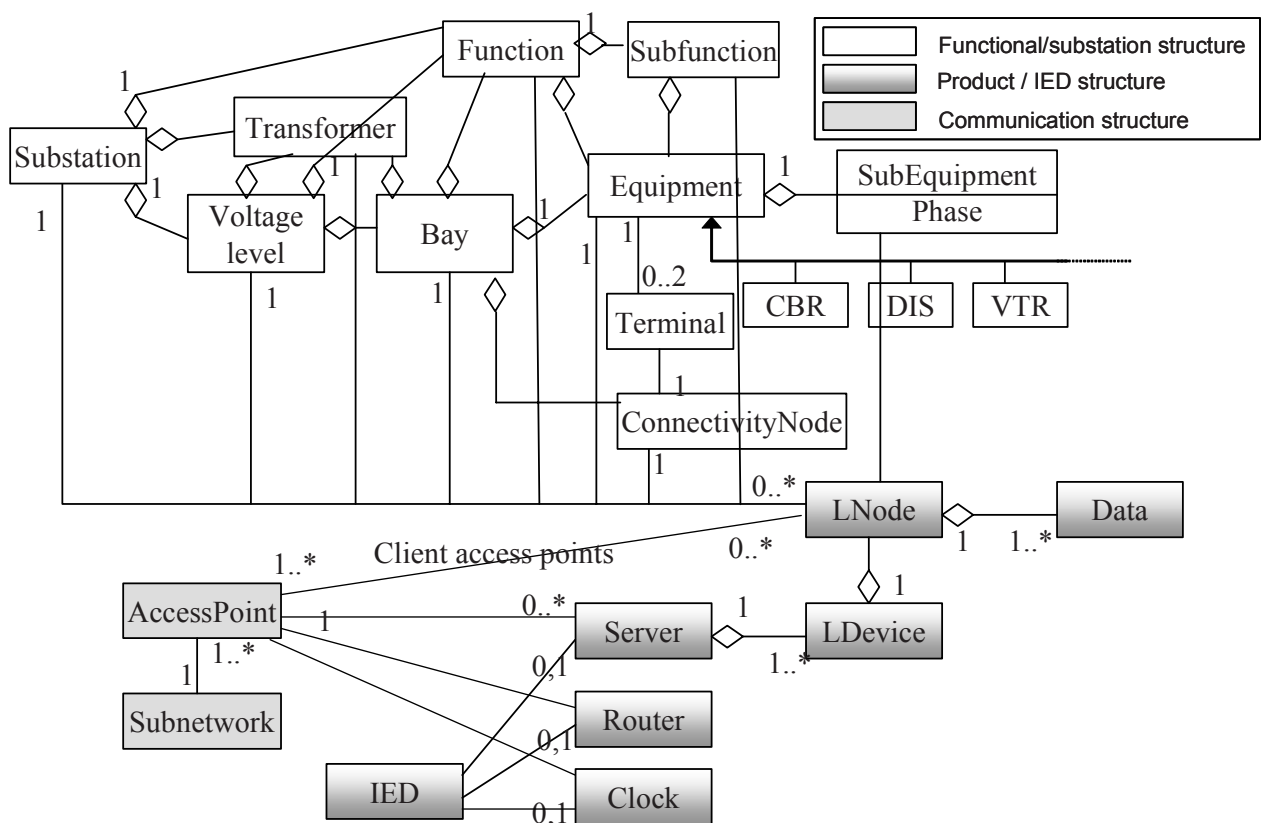 1
Function
Subfunction
Functional/substation structure
Product / IED structure
Communication structure
1
Transformer
Substation
1
1
Equipment
1
SubEquipment
Phase
1
Voltage
level
Bay
1
1
1
1
1
1
0..2
CBR
DIS
VTR
Terminal
1
ConnectivityNode
1
0..*
LNode
Data
1
1..*
0..*
Client access points
1..*
AccessPoint
1
0..*
Server
1
1..*
LDevice
1
1..*
1
0,1
Subnetwork
Router
0,1
IED
Clock
0,1